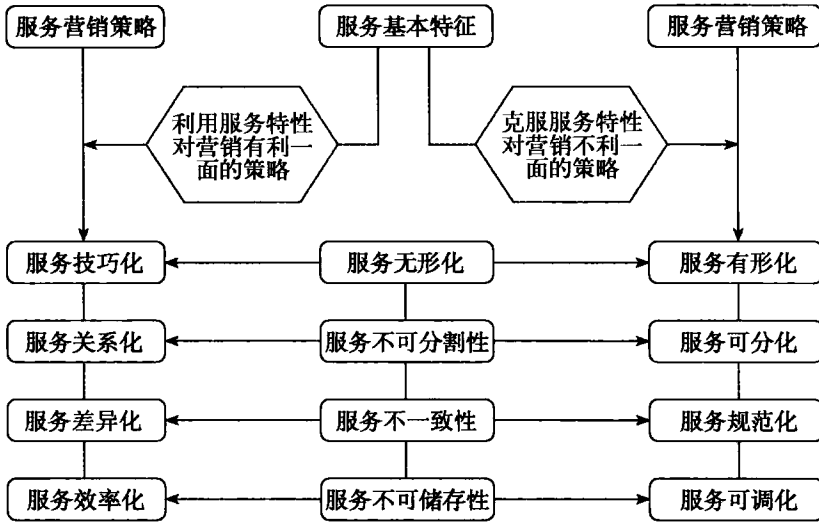 服务营销策略
服务基本特征
服务营销策略
利用服务特性
对营销有利一
面的策略
克服服务特性
对营销不利一
面的策略
服务技巧化
服务无形化
服务有形化
服务关系化
服务不可分割性
服务可分化
服务差异化
服务不一致性
服务规范化
服务效率化
服务不可储存性
服务可调化